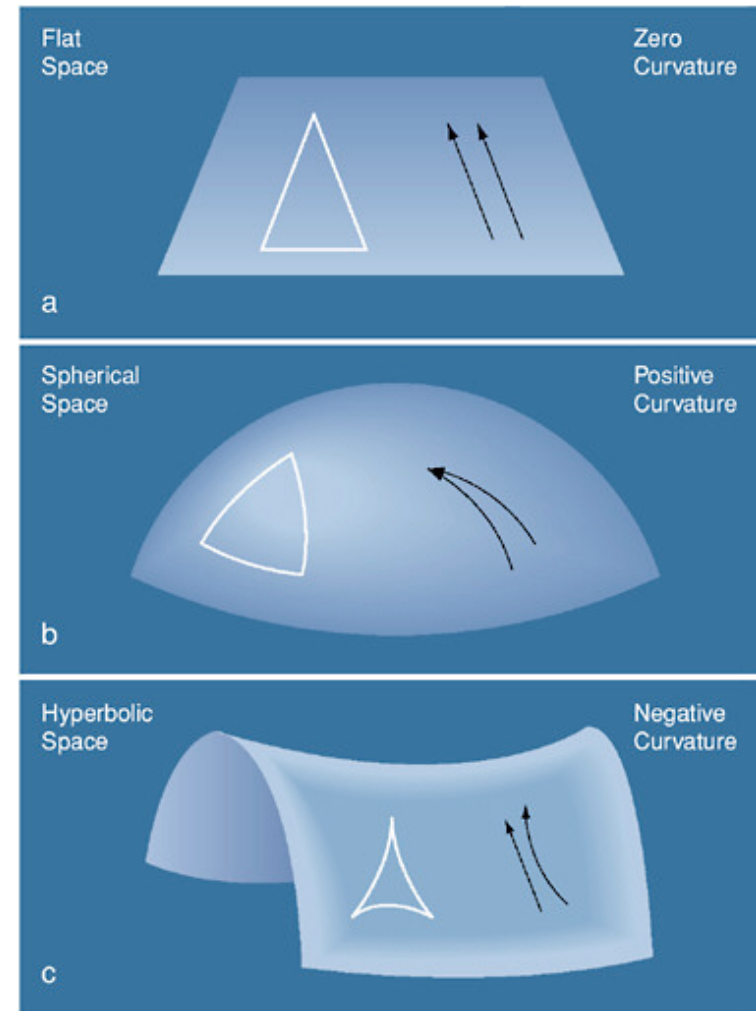 Flat
Space
Zero
Curvature
a
Spherical
Space
Positive
Curvature
b
Hyperbolic
Space
Negative
Curvature
c